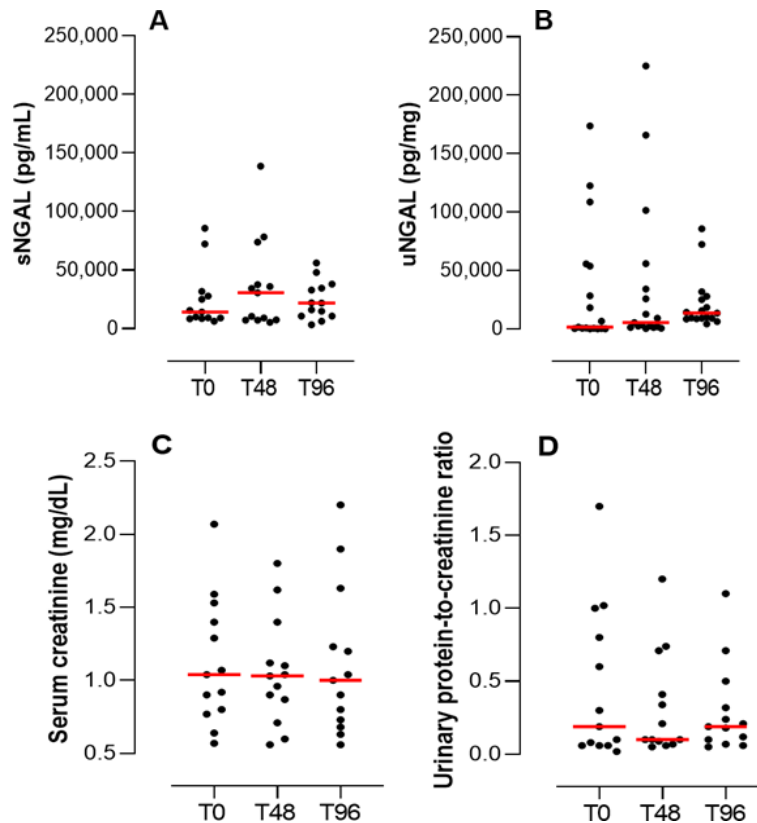 A
sNGAL (pg/mL)
250,000
200,000
150,000
100,000
50,000
0
T0 T48 T96
B
uNGAL (pg/mg)
250,000
200,000
150,000
100,000
50,000
0
T0 T48 T96
C
Serum creatinine (mg/dL)
2.5
2.0
1.5
1.0
0.5
T0 T48 T96
D
Urinary protein-to-creatinine ratio
2.0
1.5
1.0
0.5
0.0
T0 T48 T96